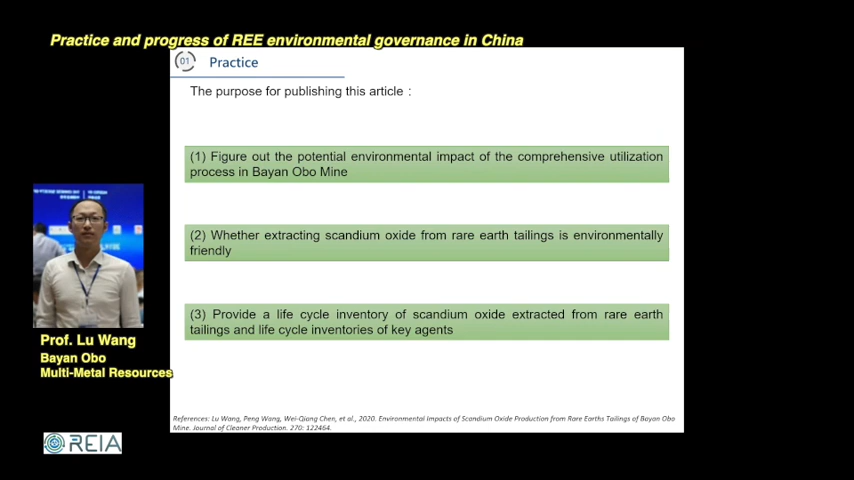 Practice and progress of REE environmental governance in China
01
Practice
The purpose for publishing this article :
(1) Figure out the potential environmental impact of the comprehensive utilization
process in Bayan Obo Mine
(2) Whether extracting scandium oxide from rare earth tailings is environmentally
friendly
(3) Provide a life cycle inventory of scandium oxide extracted from rare earth
tailings and life cycle inventories of key agents
Prof. Lu Wang
Bayan Obo
Multi-Metal Resources
References: Lu Wang, Peng Wang, Wei-Qiang Chen, et al., 2020. Environmental Impacts of Scandium Oxide Production from Rare Earths Tailings of Bayan Obo
Mine. Journal of Cleaner Production. 270: 122464.
REIA